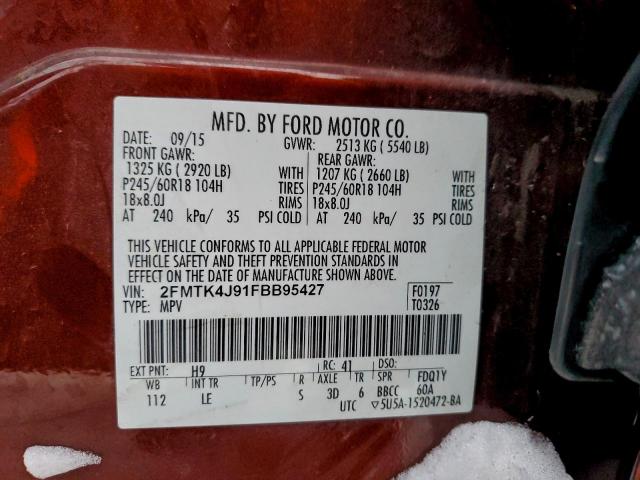 MFD. BY FORD MOTOR CO.
DATE: 09/15 GVWR: 2513 KG ( 5540 LB)
FRONT GAWR: REAR GAWR:
1325 KG ( 2920 LB) WITH 1207 KG ( 2660 LB) WITH
P245/60R18 104H TIRES P245/60R18 104H TIRES
18x8.0J RIMS 18x8.0J RIMS
AT 240 kPa/ 35 PSI COLD AT 240 kPa/ 35 PSI COLD
THIS VEHICLE CONFORMS TO ALL APPLICABLE FEDERAL MOTOR
VEHICLE SAFETY AND THEFT PREVENTION STANDARDS IN
EFFECT ON THE DATE OF MANUFACTURE SHOWN ABOVE.
VIN: 2FMTK4J91FBB95427 F0197
TYPE: MPV T0326
EXT PNT: H9 RC: 41 DSO:
WB INT TR TP/PS R AXLE TR SPR FDQ1Y
112 LE S 3D 6 BBCC 60A
UTC ▽5U5A-1520472-BA